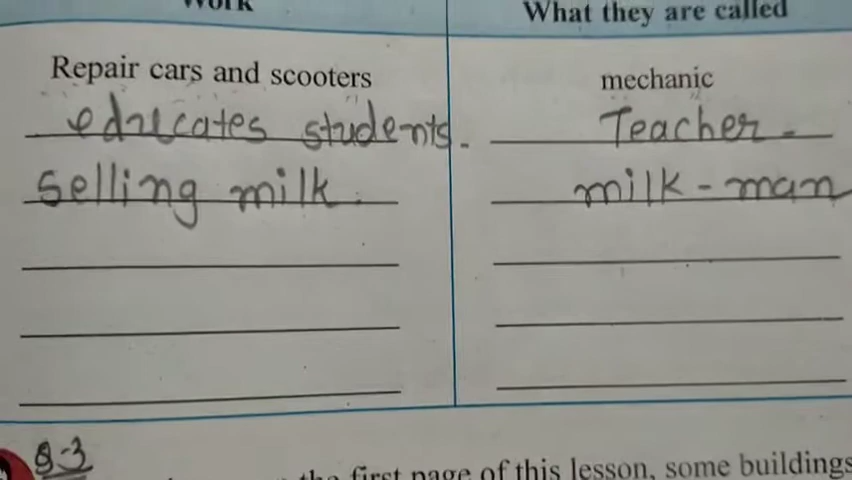 Work What they are called
Repair cars and scooters mechanic
educates students. Teacher.
Selling milk. milk-man
Q-3
the first page of this lesson, some buildings